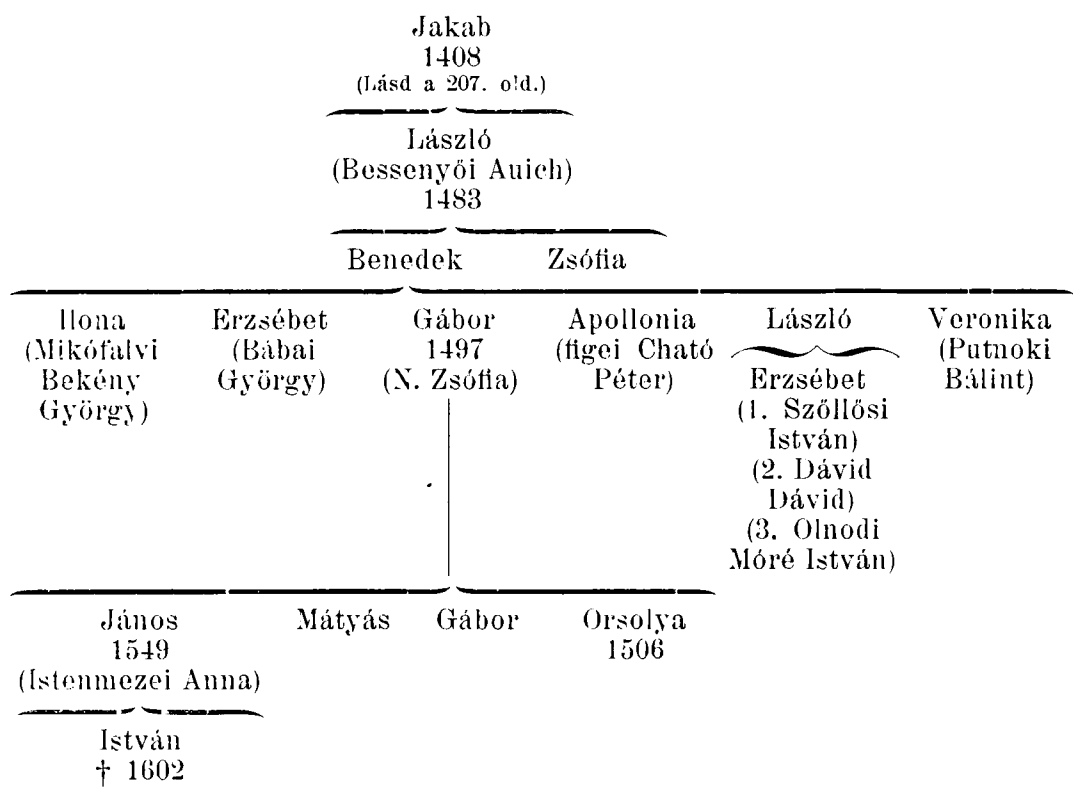 Jakab
1408
(Lásd a 207. old.)
László
(Bessenyői Auich)
1483
Benedek Zsófia
Ilona Erzsébet Gábor Apollonia László Veronika
(Mikófalvi (Bábai 1497 (figei Cható (Putnoki
Bekény György) (N. Zsófia) Péter) Erzsébet Bálint)
György) (1. Szőllősi
István)
(2. Dávid
Dávid)
(3. Olnodi
Móré István)
János Mátyás Gábor Orsolya
1549 1506
(Istenmezei Anna)
István
† 1602